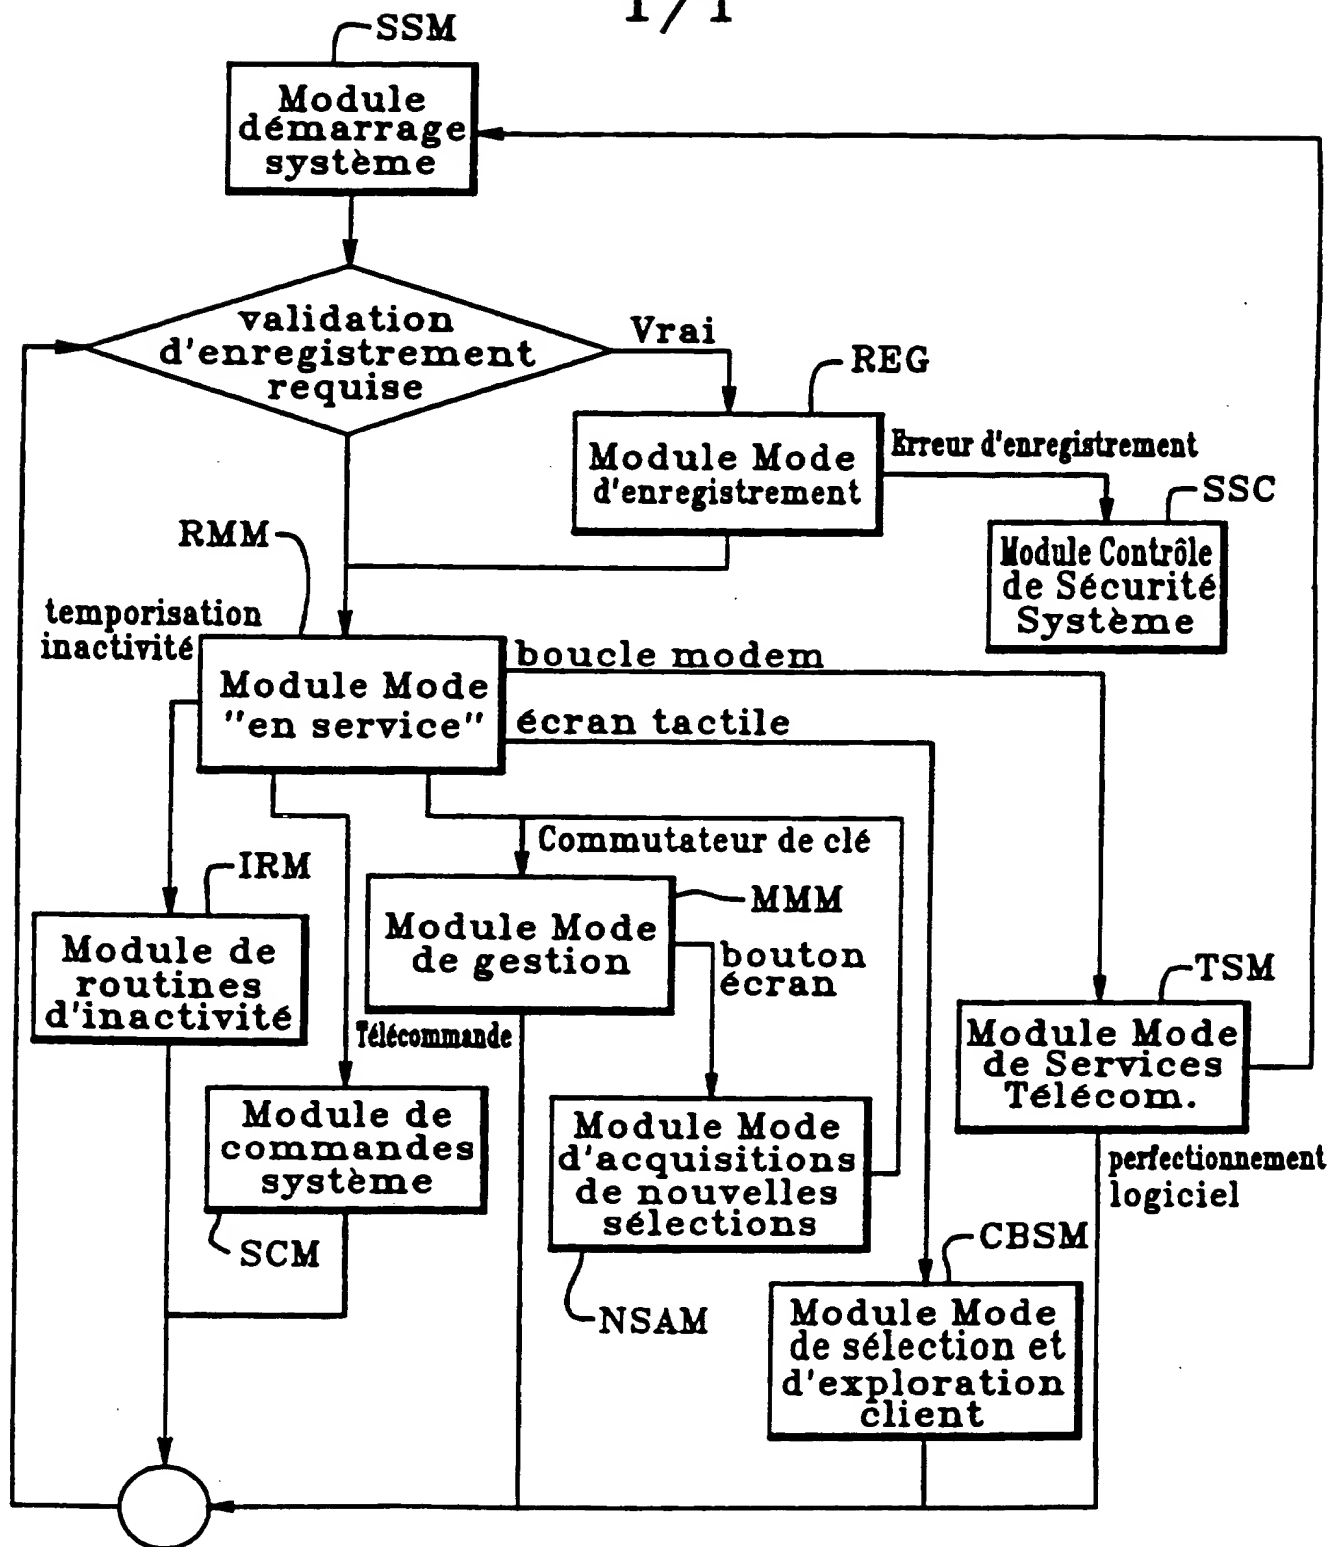 1/1
SSM
Module
démarrage
système
validation
d'enregistrement
requise
Vrai
REG
Module Mode
d'enregistrement
Erreur d'enregistrement
SSC
Module Contrôle
de Sécurité
Système
RMM
temporisation
inactivité
Module Mode
"en service"
boucle modem
écran tactile
Commutateur de clé
IRM
Module de
routines
d'inactivité
MMM
Module Mode
de gestion
bouton
écran
TSM
Module Mode
de Services
Télécom.
Télécommande
Module de
commandes
système
SCM
Module Mode
d'acquisitions
de nouvelles
sélections
NSAM
perfectionnement
logiciel
CBSM
Module Mode
de sélection et
d'exploration
client